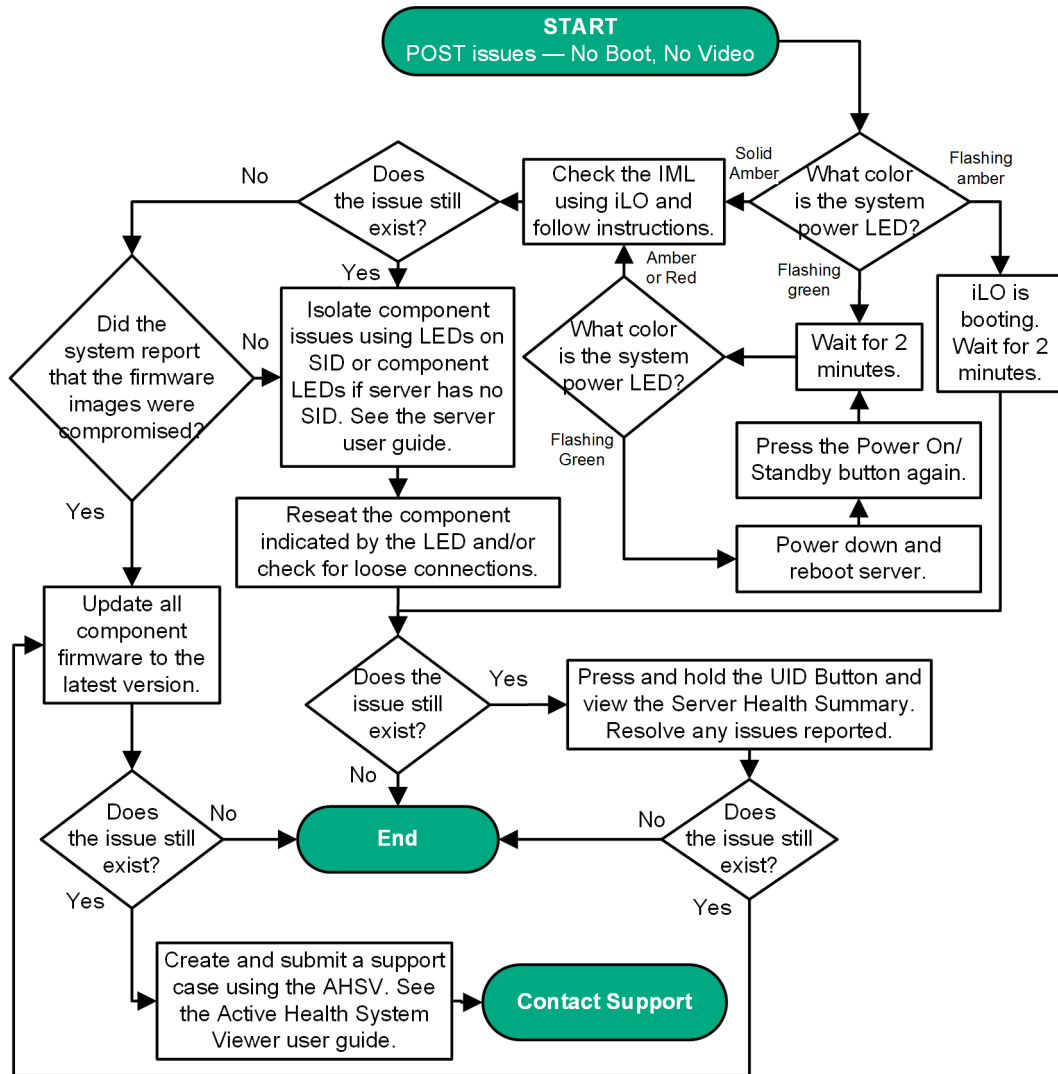 START
POST issues — No Boot, No Video
What color
is the system
power LED?
Solid
Amber
Flashing
amber
Flashing
green
Check the IML
using iLO and
follow instructions.
Does
the issue still
exist?
No
Yes
Amber
or Red
iLO is
booting.
Wait for 2
minutes.
Wait for 2
minutes.
What color
is the system
power LED?
Flashing
Green
Press the Power On/
Standby button again.
Power down and
reboot server.
Did the
system report
that the firmware
images were
compromised?
No
Yes
Isolate component
issues using LEDs on
SID or component
LEDs if server has no
SID. See the server
user guide.
Reseat the component
indicated by the LED and/or
check for loose connections.
Update all
component
firmware to the
latest version.
Does the
issue still
exist?
Yes
No
Press and hold the UID Button and
view the Server Health Summary.
Resolve any issues reported.
Does
the issue still
exist?
No
Yes
End
Does
the issue still
exist?
No
Yes
Create and submit a support
case using the AHSV. See
the Active Health System
Viewer user guide.
Contact Support